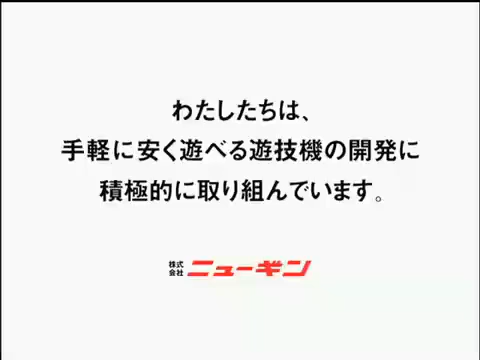 わたしたちは、
手軽に安く遊べる遊技機の開発に
積極的に取り組んでいます。
株式会社 ニューギン